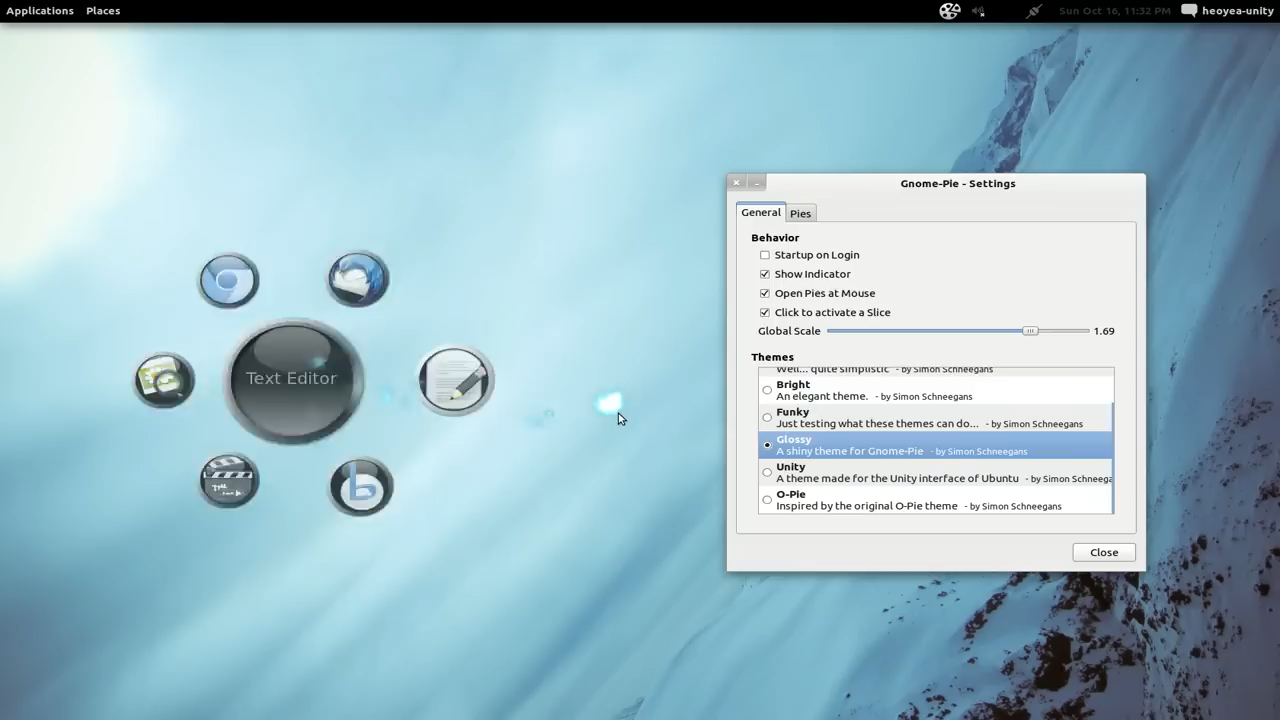 Applications Places
Sun Oct 16, 11:32 PM heoyea-unity
Gnome-Pie - Settings
General Pies
Behavior
Startup on Login
Show Indicator
Open Pies at Mouse
Click to activate a Slice
Global Scale 1.69
Themes
Well... quite simplistic - by Simon Schneegans
Bright
An elegant theme. - by Simon Schneegans
Funky
Just testing what these themes can do... - by Simon Schneegans
Glossy
A shiny theme for Gnome-Pie - by Simon Schneegans
Unity
A theme made for the Unity interface of Ubuntu - by Simon Schneega
O-Pie
Inspired by the original O-Pie theme - by Simon Schneegans
Close
Text Editor
b